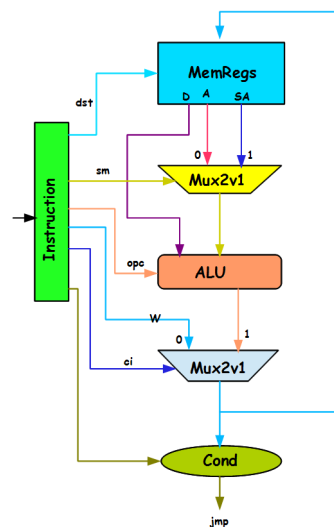 MemRegs
D A SA
dst
0 1
sm
Mux2v1
Instruction
opc
ALU
W
0 1
ci
Mux2v1
Cond
jmp